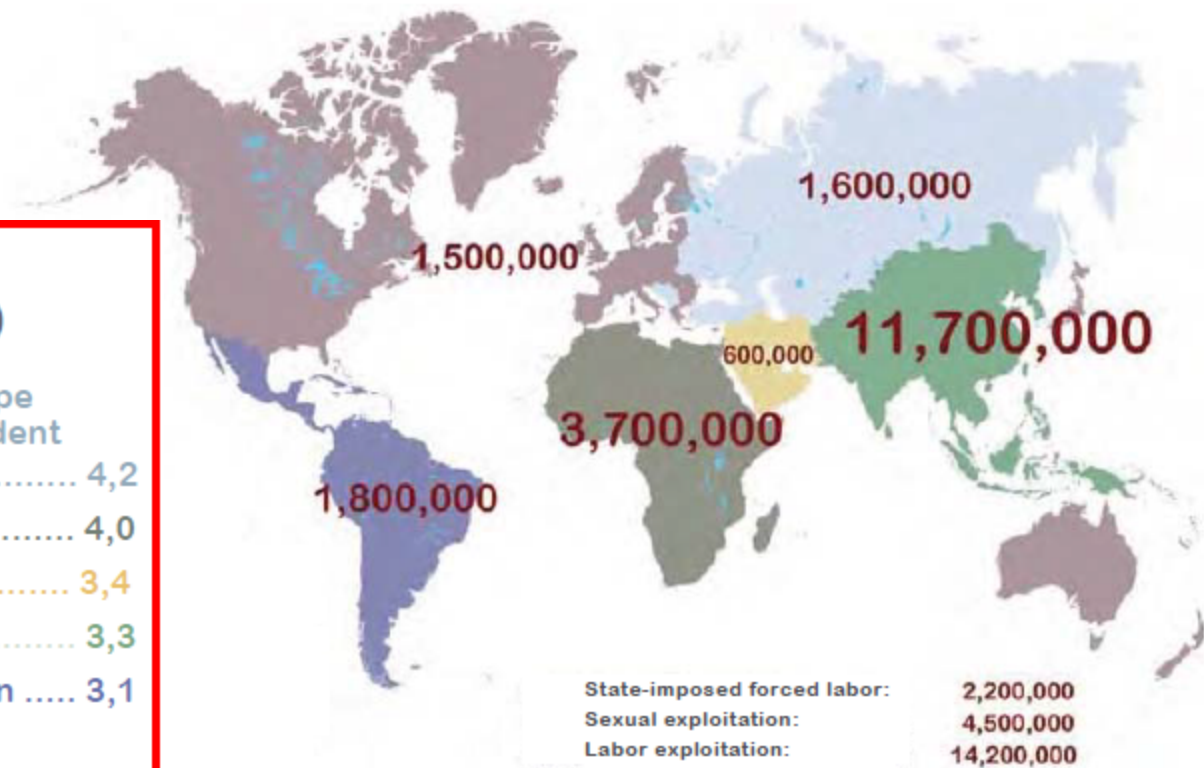 1,600,000
1,500,000
11,700,000
600,000
3,700,000
1,800,000
........ 4,2
....... 4,0
....... 3,4
....... 3,3
n ..... 3,1
State-imposed forced labor: 2,200,000
Sexual exploitation: 4,500,000
Labor exploitation: 14,200,000